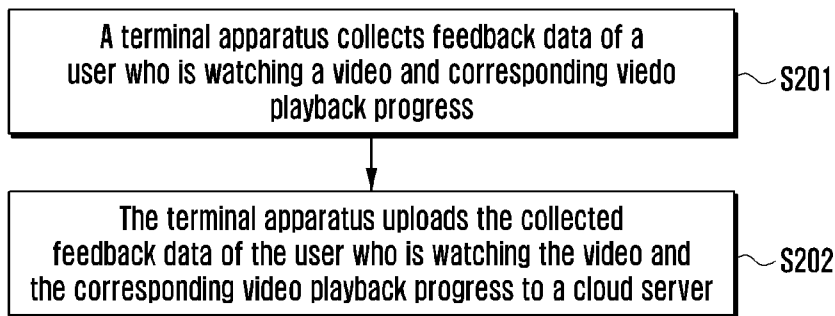 A terminal apparatus collects feedback data of a
user who is watching a video and corresponding viedo
playback progress
S201
The terminal apparatus uploads the collected
feedback data of the user who is watching the video and
the corresponding video playback progress to a cloud server
S202